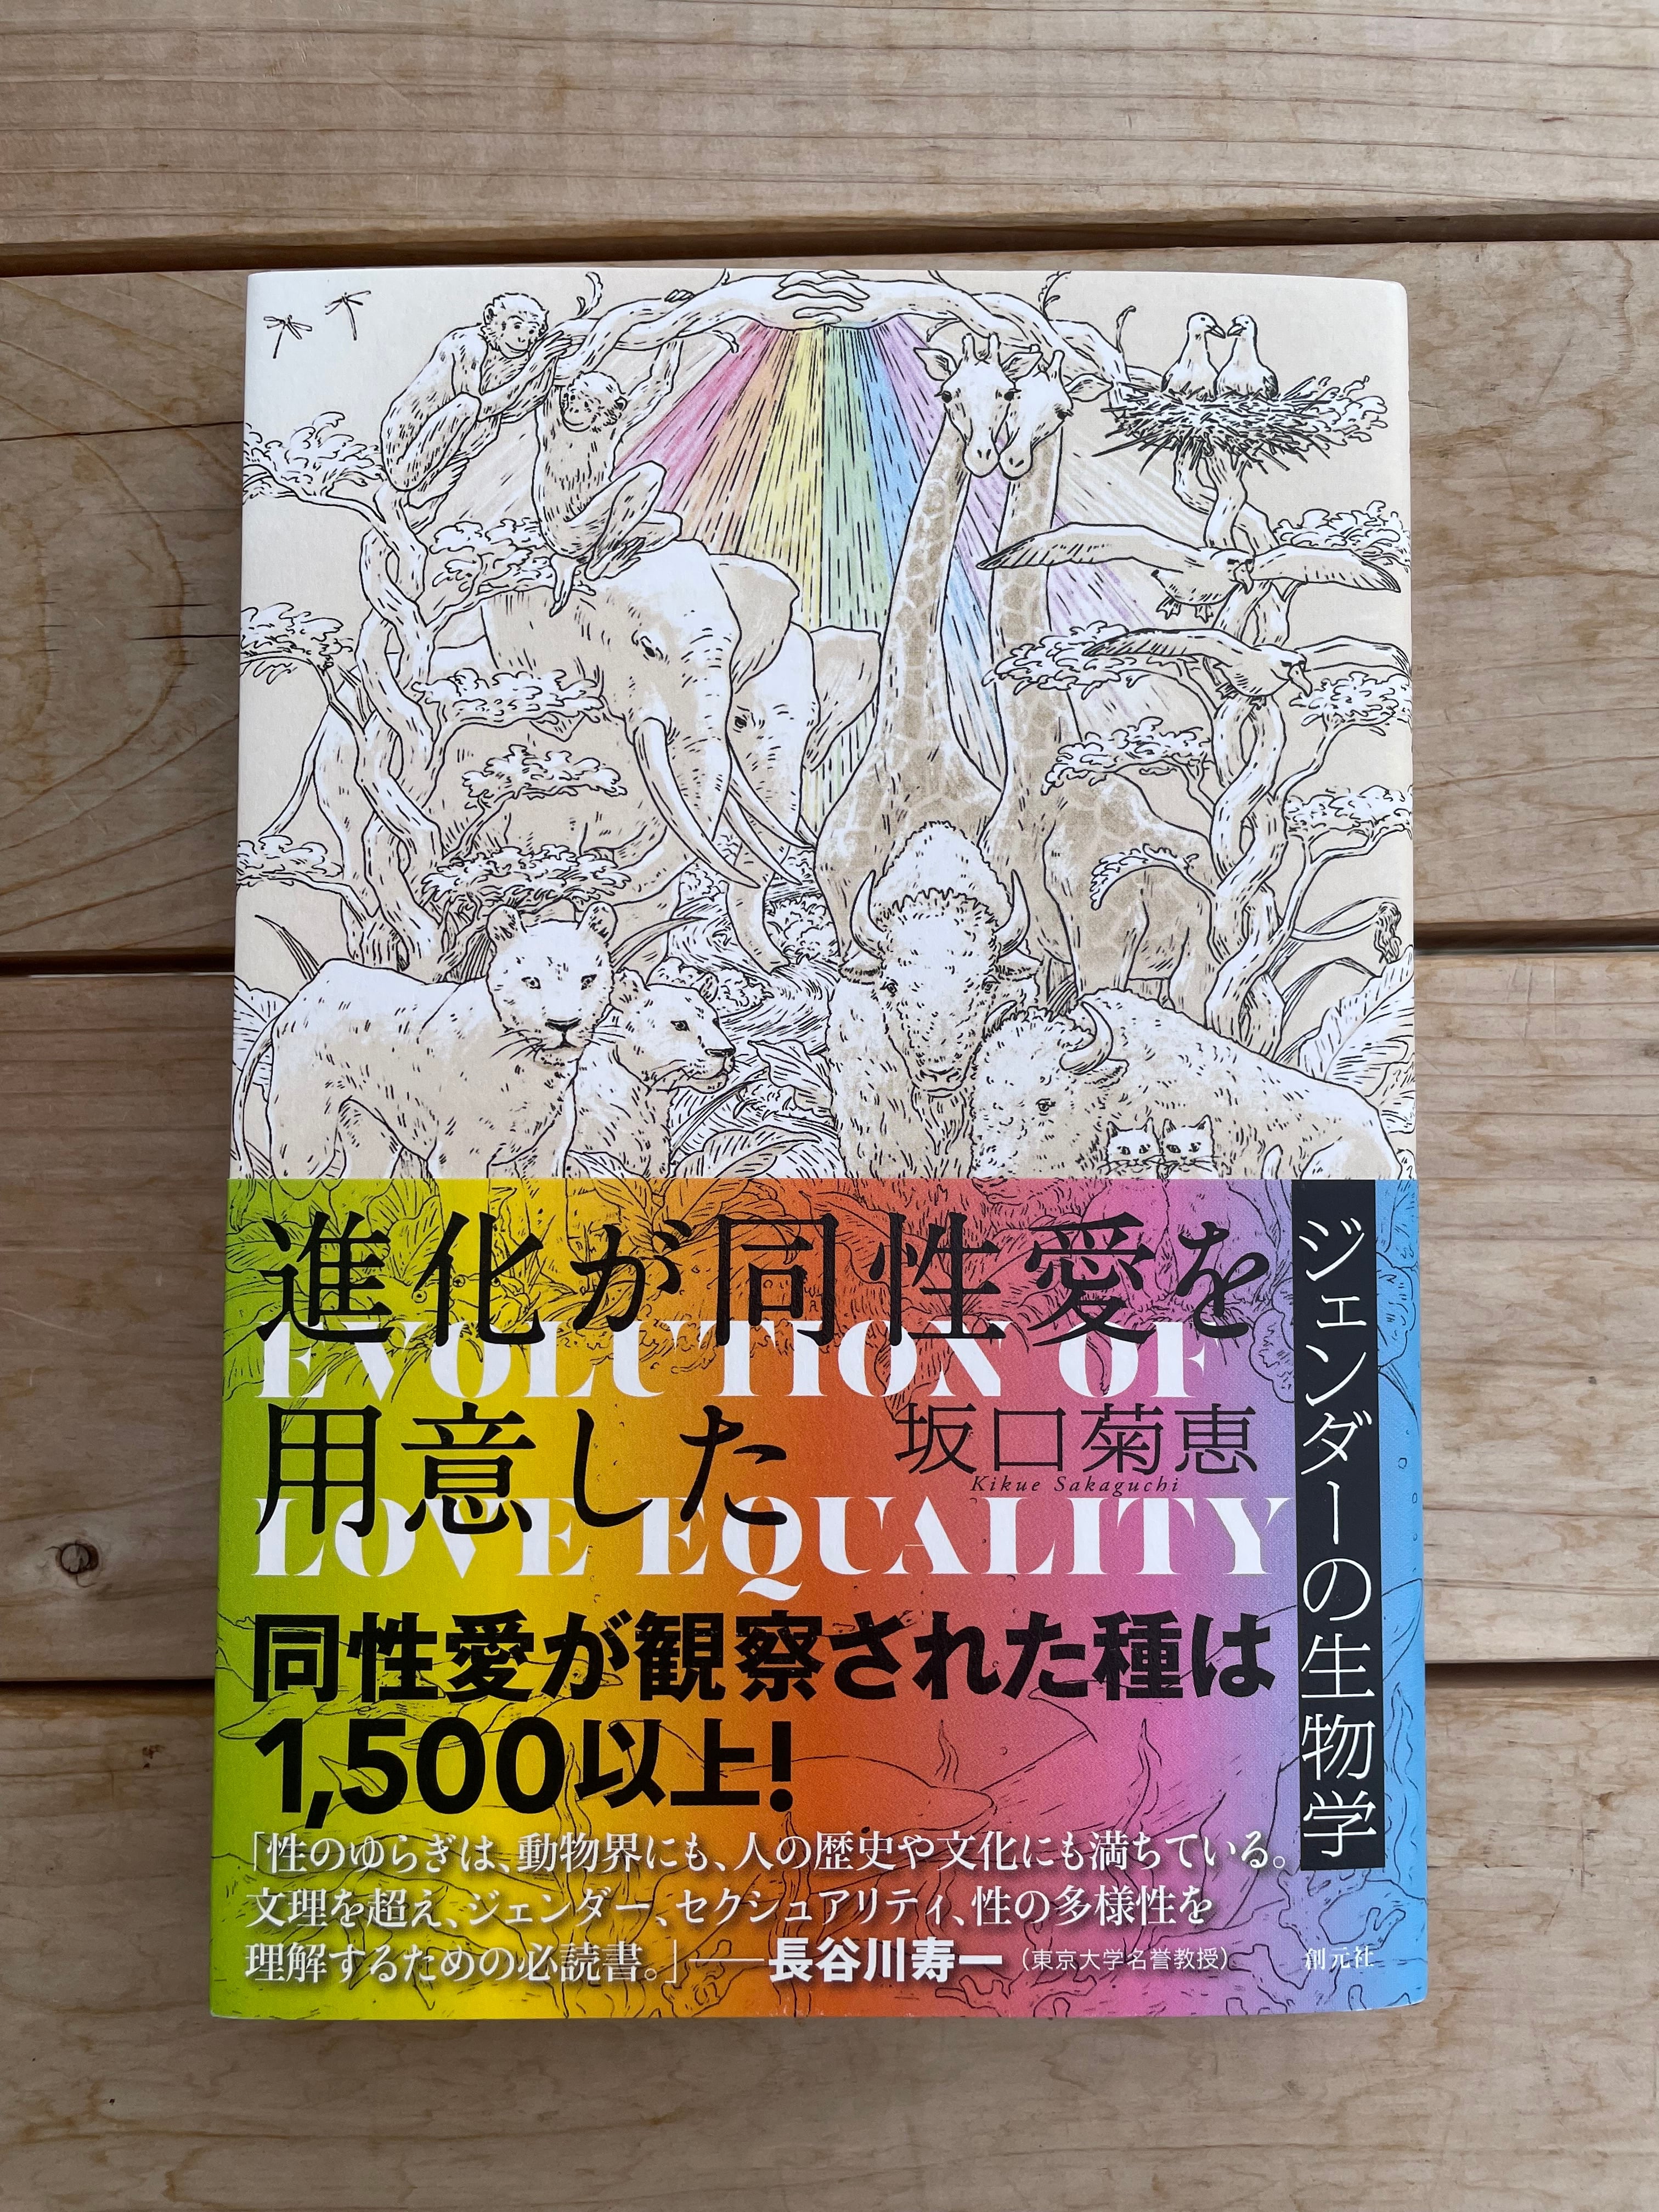 進化が同性愛を
EVOLUTION OF
用意した
坂口菊恵
Kikue Sakaguchi
LOVE EQUALITY
ジェンダーの生物学
同性愛が観察された種は
1,500以上!
「性のゆらぎは、動物界にも、人の歴史や文化にも満ちている。
文理を超え、ジェンダー、セクシュアリティ、性の多様性を
理解するための必読書。」──長谷川寿一（東京大学名誉教授）
創元社